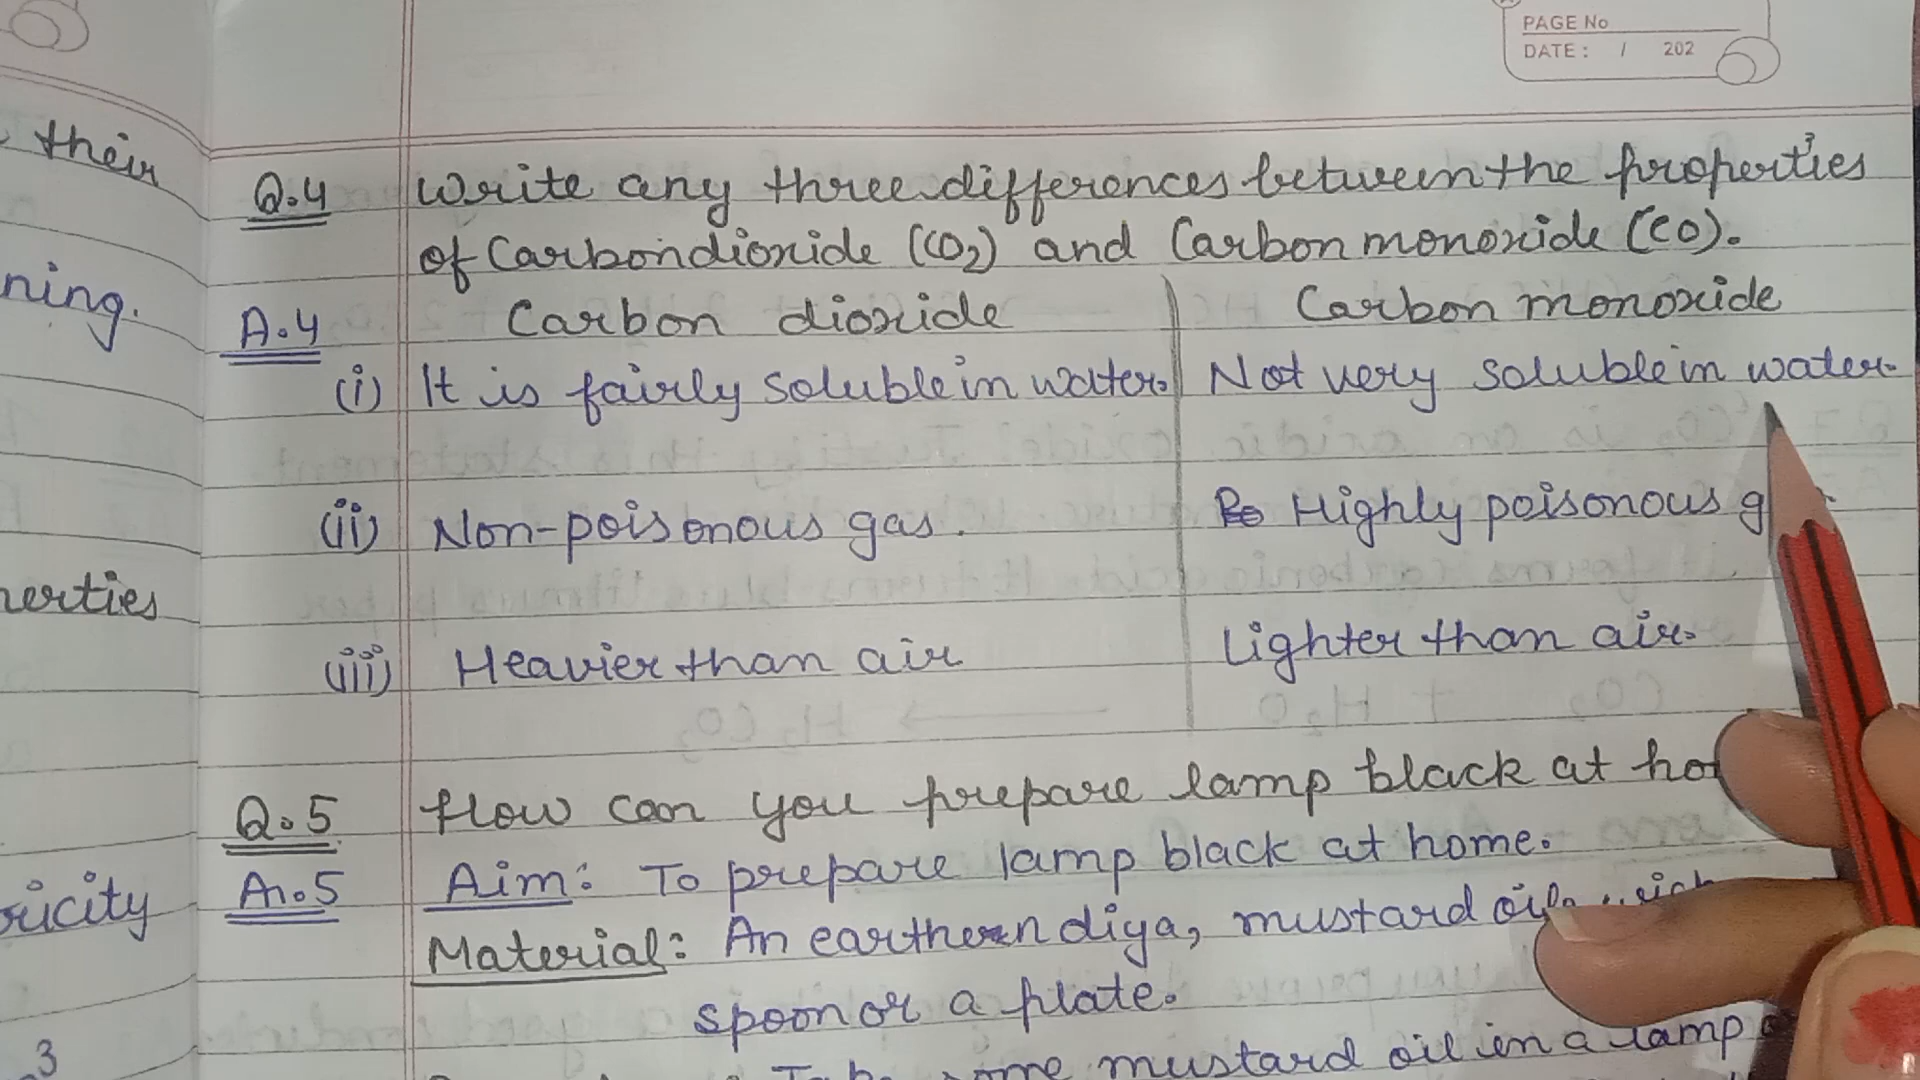 PAGE No
DATE : / 202
their
Q.4 Write any three differences between the properties
of Carbondioxide (CO2) and Carbon monoxide (CO).
ning.
A.4 Carbon dioxide Carbon monoxide
(i) It is fairly soluble in water. Not very soluble in water.
(ii) Non-poisonous gas. Highly poisonous
erties
(iii) Heavier than air Lighter than air.
Q.5 How can you prepare lamp black at
Aim: To prepare lamp black at home.
ricity A.5
Material: An earthen diya, mustard oil,
spoon or a plate.
3
mustard oil in a lamp